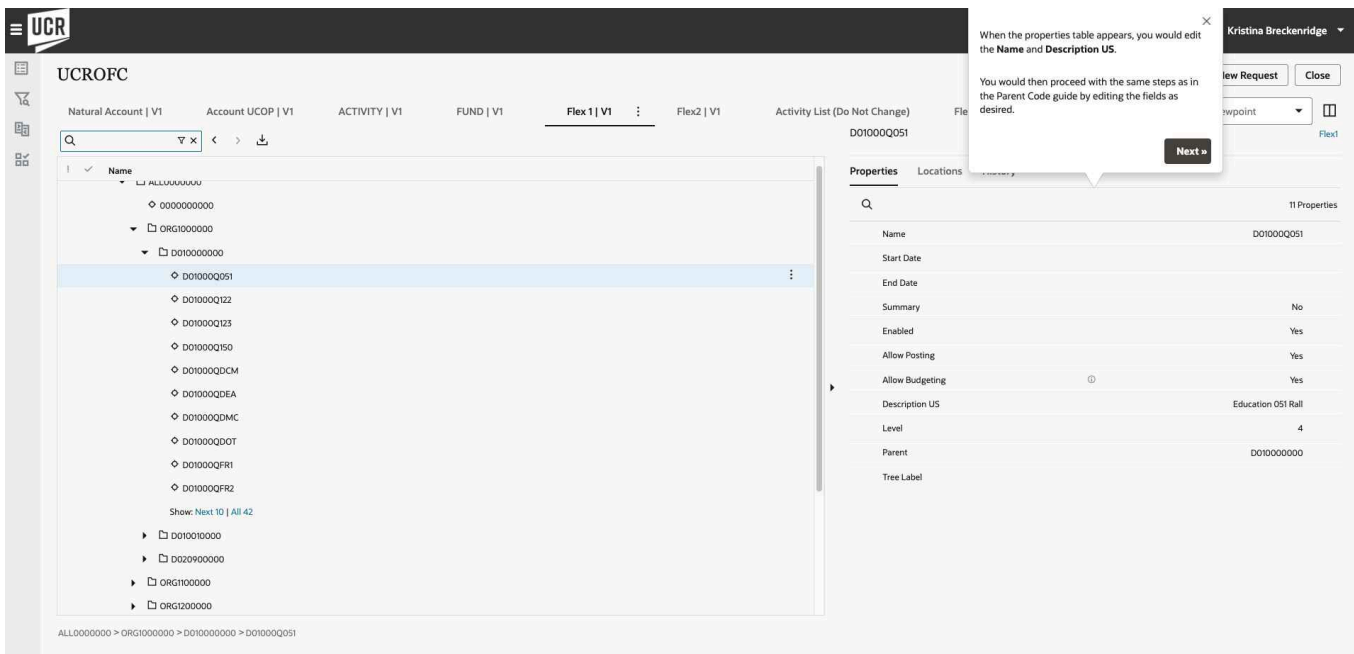 UCR
When the properties table appears, you would edit
the Name and Description US.
You would then proceed with the same steps as in
the Parent Code guide by editing the fields as
desired.
Next »
Kristina Breckenridge
UCROFC
ew Request
Close
Natural Account | V1
Account UCOP | V1
ACTIVITY | V1
FUND | V1
Flex 1 | V1
Flex2 | V1
Activity List (Do Not Change)
Fle
ewpoint
D01000Q051
Flex1
Name
ALL0000000
0000000000
ORG1000000
D010000000
D01000Q051
D01000Q122
D01000Q123
D01000Q150
D01000QDCM
D01000QDEA
D01000QDMC
D01000QDOT
D01000QFR1
D01000QFR2
Show: Next 10 | All 42
D010010000
D020900000
ORG1100000
ORG1200000
Properties
Locations
History
11 Properties
Name D01000Q051
Start Date
End Date
Summary No
Enabled Yes
Allow Posting Yes
Allow Budgeting Yes
Description US Education 051 Rall
Level 4
Parent D010000000
Tree Label
ALL0000000 > ORG1000000 > D010000000 > D01000Q051